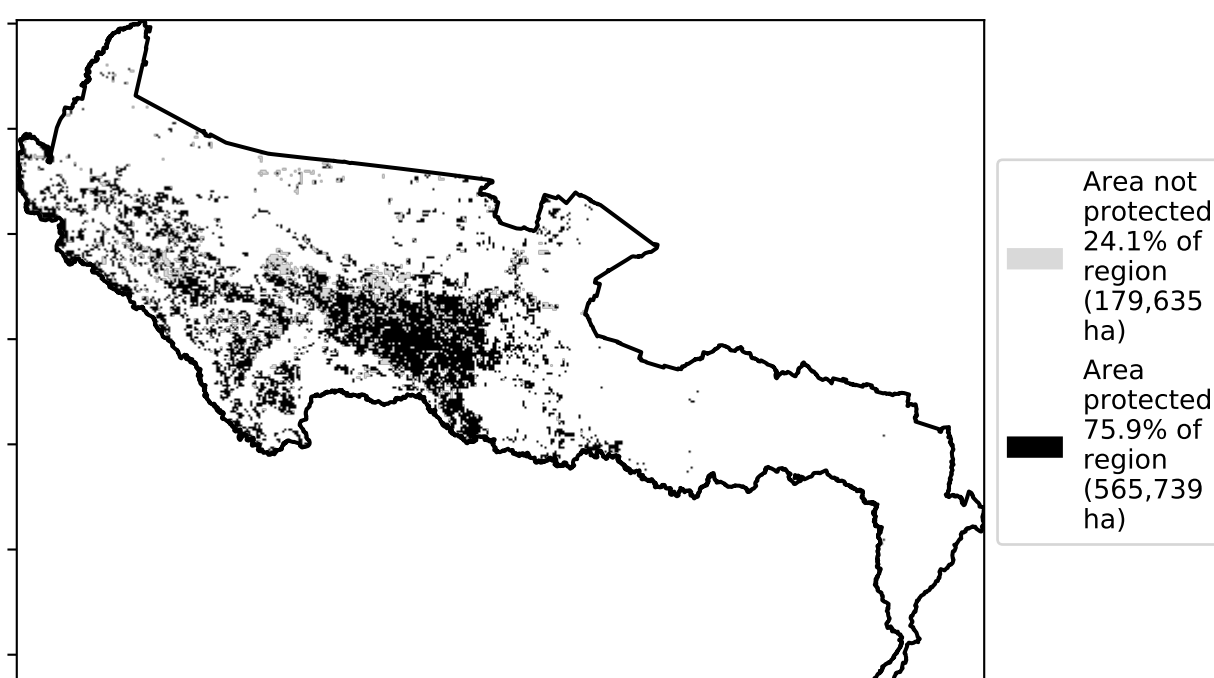 Area not
protected
24.1% of
region
(179,635
ha)
Area
protected
75.9% of
region
(565,739
ha)